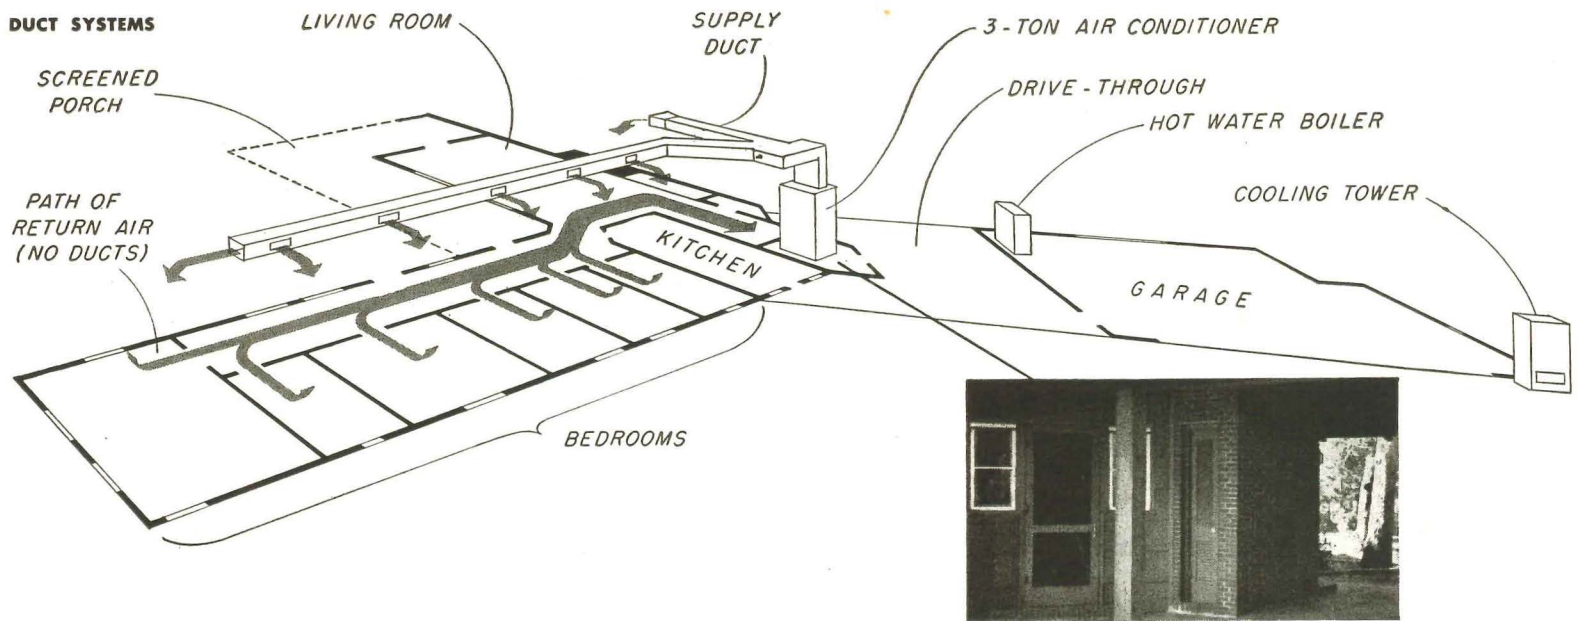 DUCT SYSTEMS
LIVING ROOM
SUPPLY
DUCT
3-TON AIR CONDITIONER
SCREENED
PORCH
DRIVE-THROUGH
HOT WATER BOILER
COOLING TOWER
PATH OF
RETURN AIR
(NO DUCTS)
KITCHEN
GARAGE
BEDROOMS